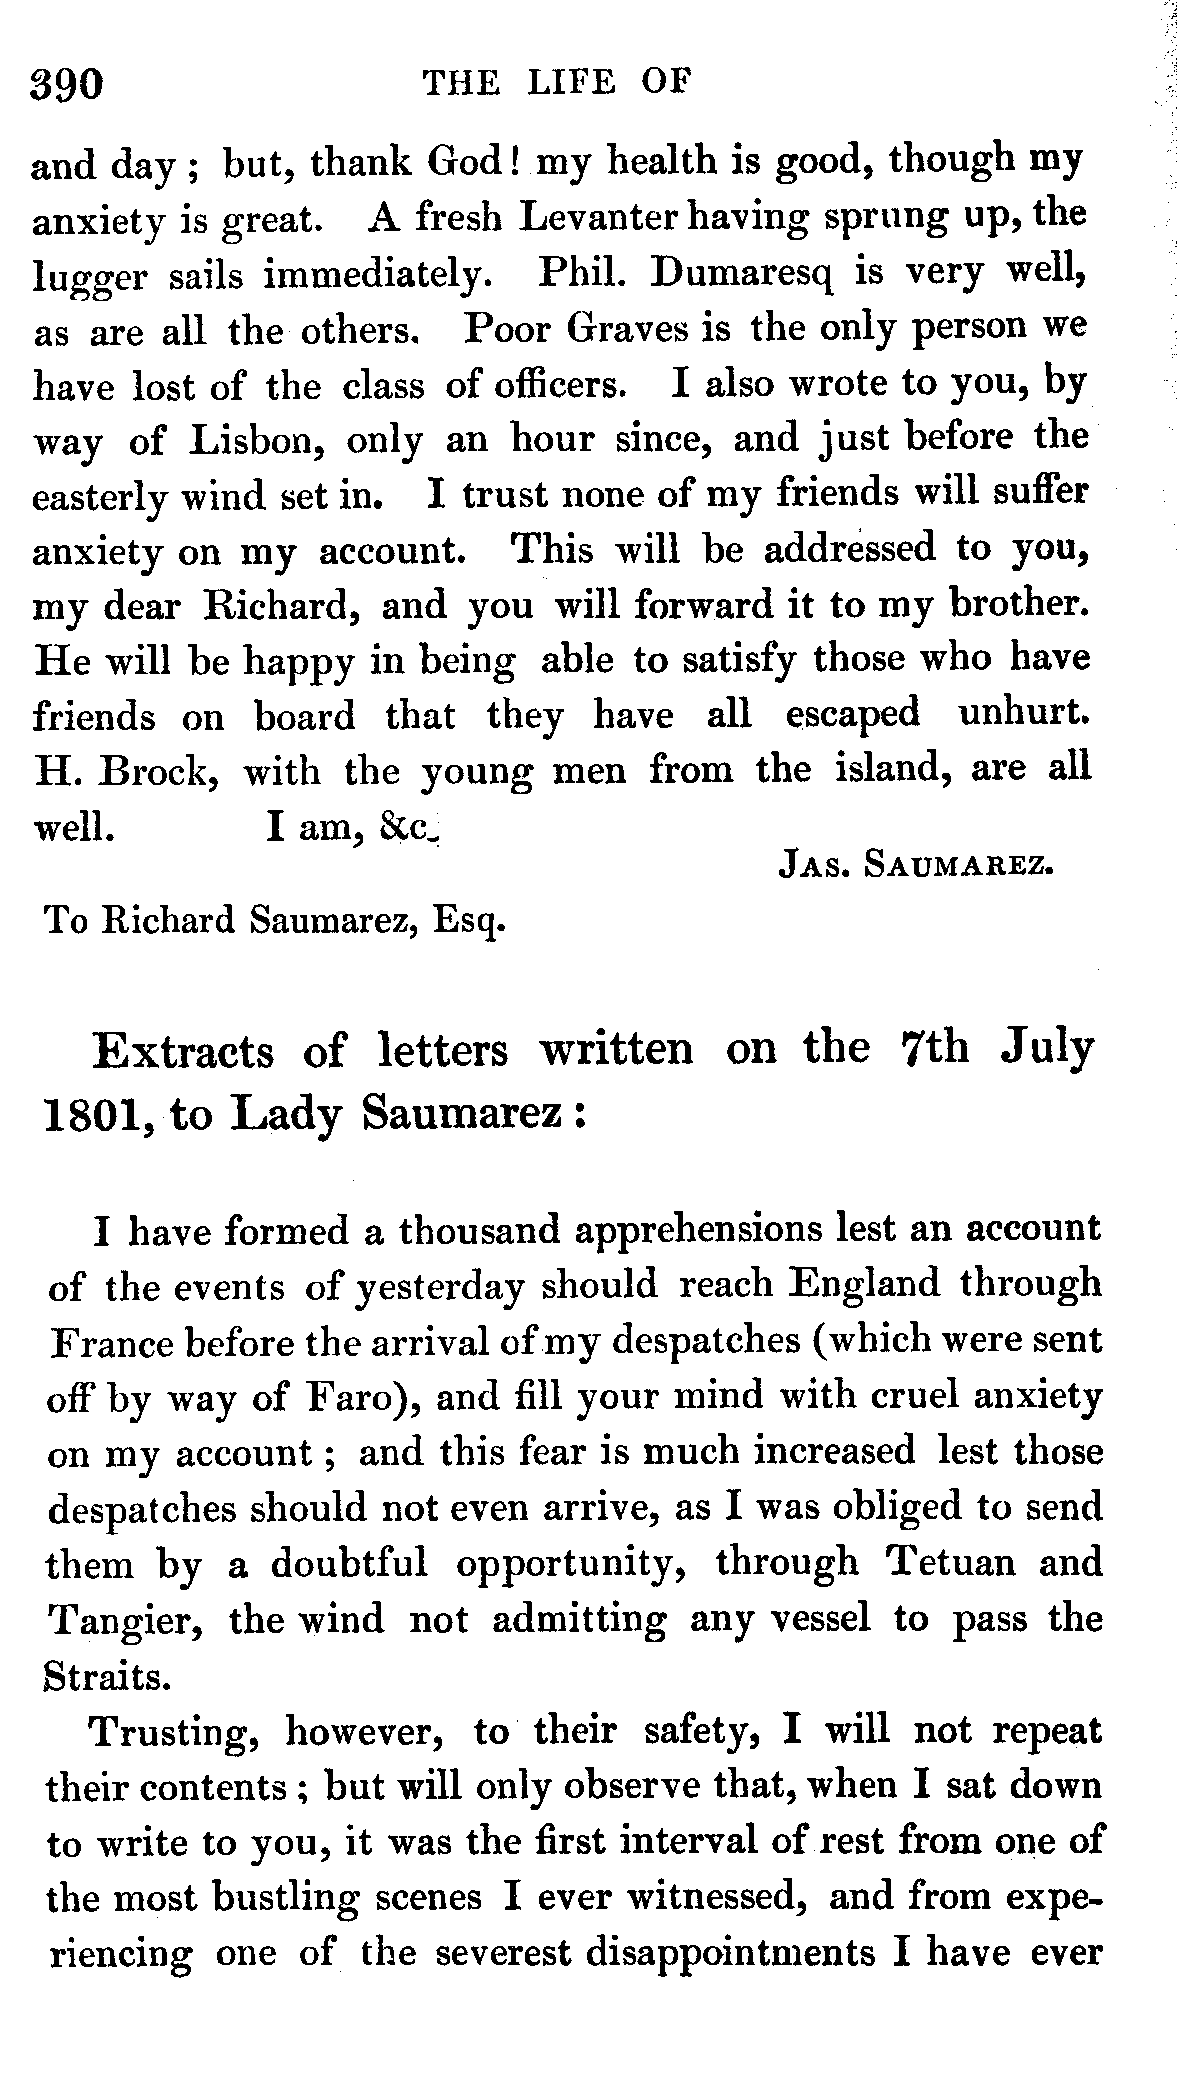 390 THE LIFE OF
and day ; but, thank God! my health is good, though my
anxiety is great. A fresh Levanter having sprung up, the
lugger sails immediately. Phil. Dumaresq is very well,
as are all the others. Poor Graves is the only person we
have lost of the class of officers. I also wrote to you, by
way of Lisbon, only an hour since, and just before the
easterly wind set in. I trust none of my friends will suffer
anxiety on my account. This will be addressed to you,
my dear Richard, and you will forward it to my brother.
He will be happy in being able to satisfy those who have
friends on board that they have all escaped unhurt.
H. Brock, with the young men from the island, are all
well. I am, &c.
JAS. SAUMAREZ.
To Richard Saumarez, Esq.
Extracts of letters written on the 7th July
1801, to Lady Saumarez :
I have formed a thousand apprehensions lest an account
of the events of yesterday should reach England through
France before the arrival of my despatches (which were sent
off by way of Faro), and fill your mind with cruel anxiety
on my account ; and this fear is much increased lest those
despatches should not even arrive, as I was obliged to send
them by a doubtful opportunity, through Tetuan and
Tangier, the wind not admitting any vessel to pass the
Straits.
Trusting, however, to their safety, I will not repeat
their contents ; but will only observe that, when I sat down
to write to you, it was the first interval of rest from one of
the most bustling scenes I ever witnessed, and from expe-
riencing one of the severest disappointments I have ever